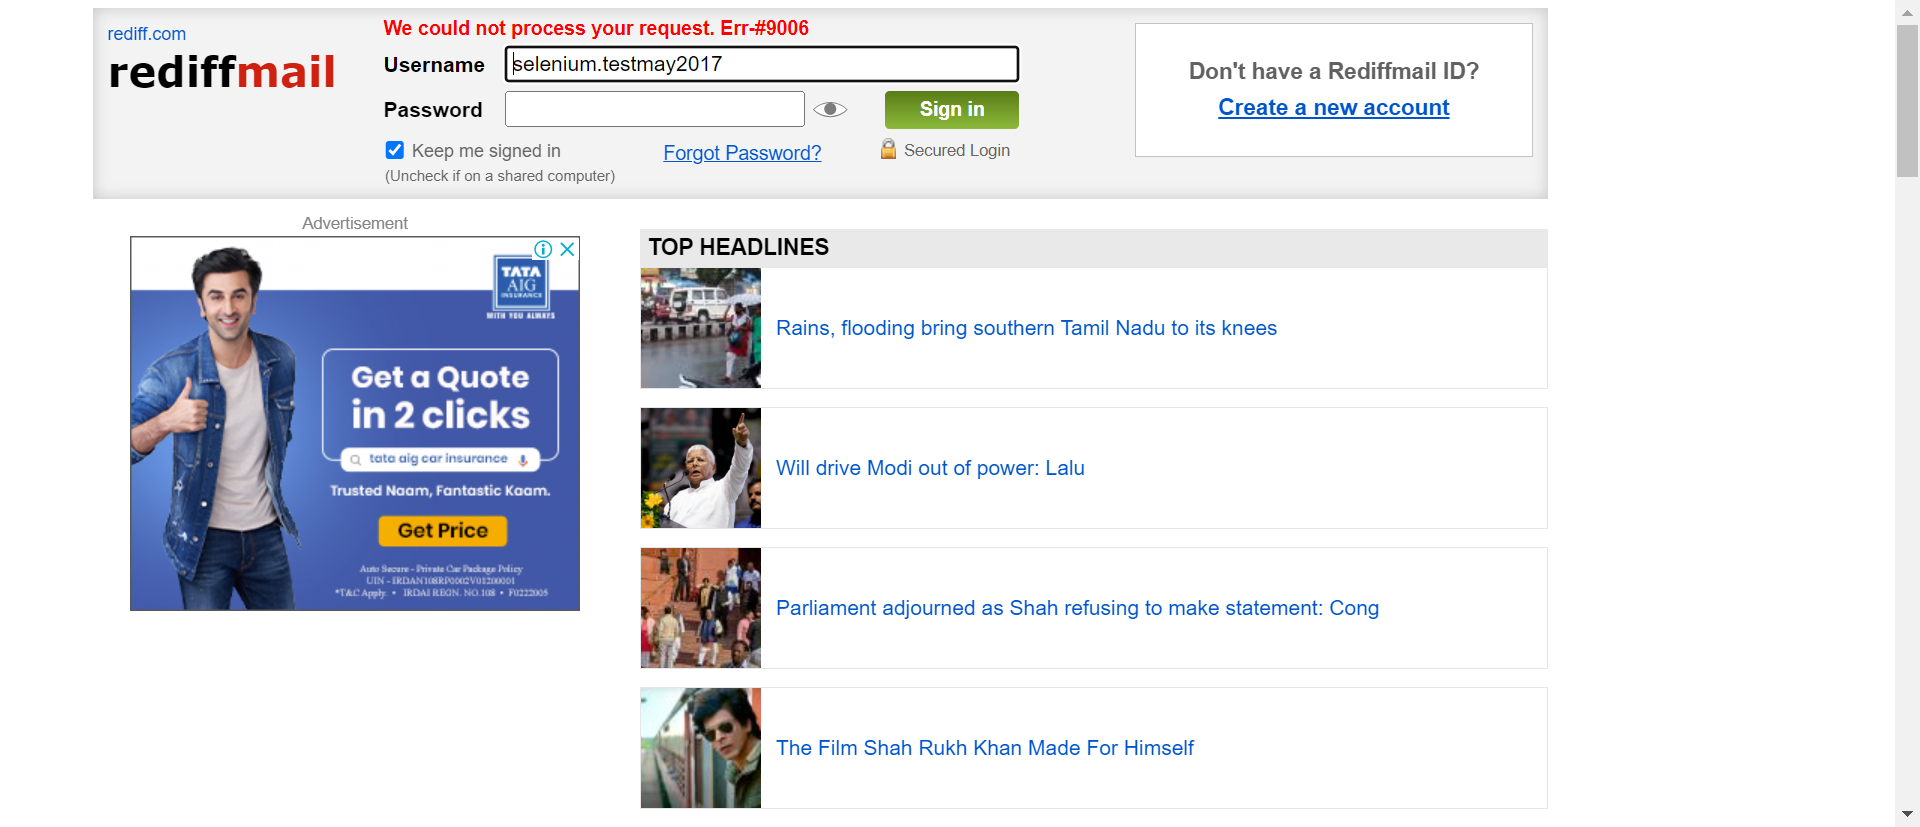 rediff.com
rediffmail
We could not process your request. Err-#9006
Username
selenium.testmay2017
Password
Sign in
Keep me signed in
(Uncheck if on a shared computer)
Forgot Password?
Secured Login
Don't have a Rediffmail ID?
Create a new account
Advertisement
TATA
AIG
INSURANCE
WITH YOU ALWAYS
Get a Quote
in 2 clicks
tata aig car insurance
Trusted Naam, Fantastic Kaam.
Get Price
Auto Secure - Private Car Package Policy
UIN - IRDAN108RP0002V01200001
*T&C Apply. • IRDAI REGN. NO.108 • F0222005
TOP HEADLINES
Rains, flooding bring southern Tamil Nadu to its knees
Will drive Modi out of power: Lalu
Parliament adjourned as Shah refusing to make statement: Cong
The Film Shah Rukh Khan Made For Himself